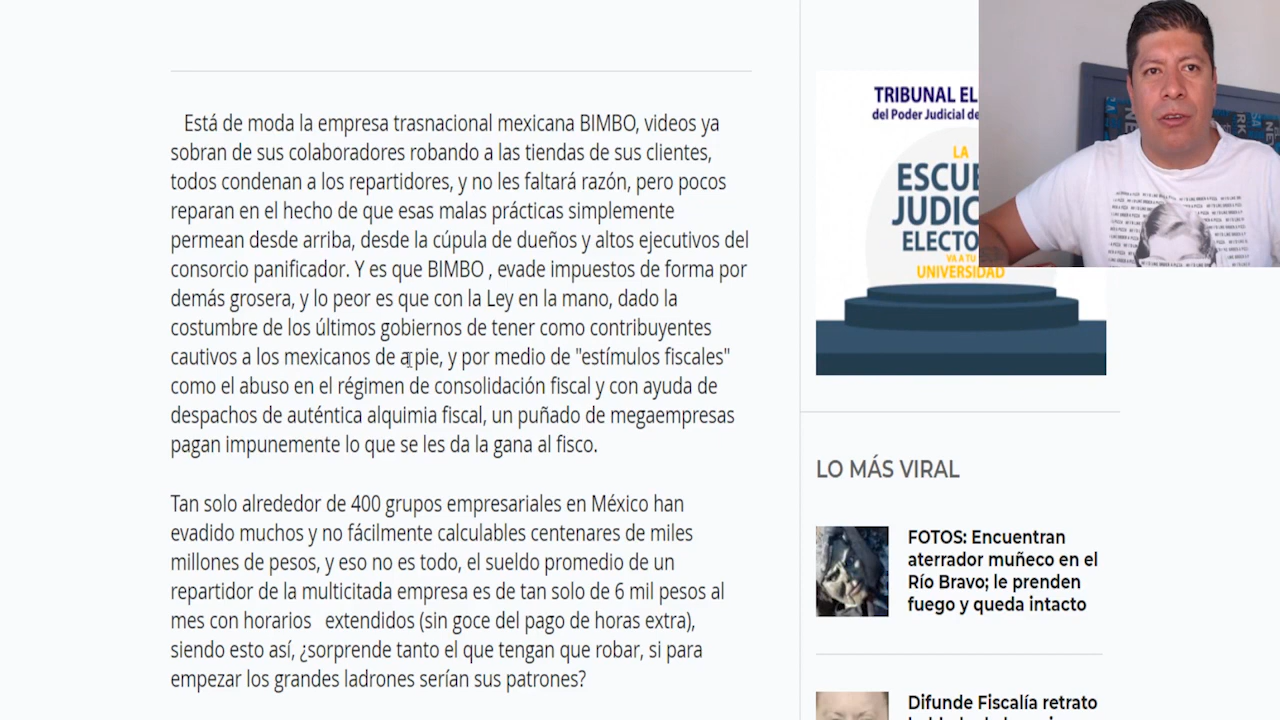 Está de moda la empresa trasnacional mexicana BIMBO, videos ya
sobran de sus colaboradores robando a las tiendas de sus clientes,
todos condenan a los repartidores, y no les faltará razón, pero pocos
reparan en el hecho de que esas malas prácticas simplemente
permean desde arriba, desde la cúpula de dueños y altos ejecutivos del
consorcio panificador. Y es que BIMBO , evade impuestos de forma por
demás grosera, y lo peor es que con la Ley en la mano, dado la
costumbre de los últimos gobiernos de tener como contribuyentes
cautivos a los mexicanos de a pie, y por medio de "estímulos fiscales"
como el abuso en el régimen de consolidación fiscal y con ayuda de
despachos de auténtica alquimia fiscal, un puñado de megaempresas
pagan impunemente lo que se les da la gana al fisco.
Tan solo alrededor de 400 grupos empresariales en México han
evadido muchos y no fácilmente calculables centenares de miles
millones de pesos, y eso no es todo, el sueldo promedio de un
repartidor de la multicitada empresa es de tan solo de 6 mil pesos al
mes con horarios extendidos (sin goce del pago de horas extra),
siendo esto así, ¿sorprende tanto el que tengan que robar, si para
empezar los grandes ladrones serían sus patrones?
TRIBUNAL EL
del Poder Judicial de
LA
ESCUE
JUDIC
ELECTO
VA A TU
UNIVERSIDAD
LO MÁS VIRAL
FOTOS: Encuentran
aterrador muñeco en el
Río Bravo; le prenden
fuego y queda intacto
Difunde Fiscalía retrato